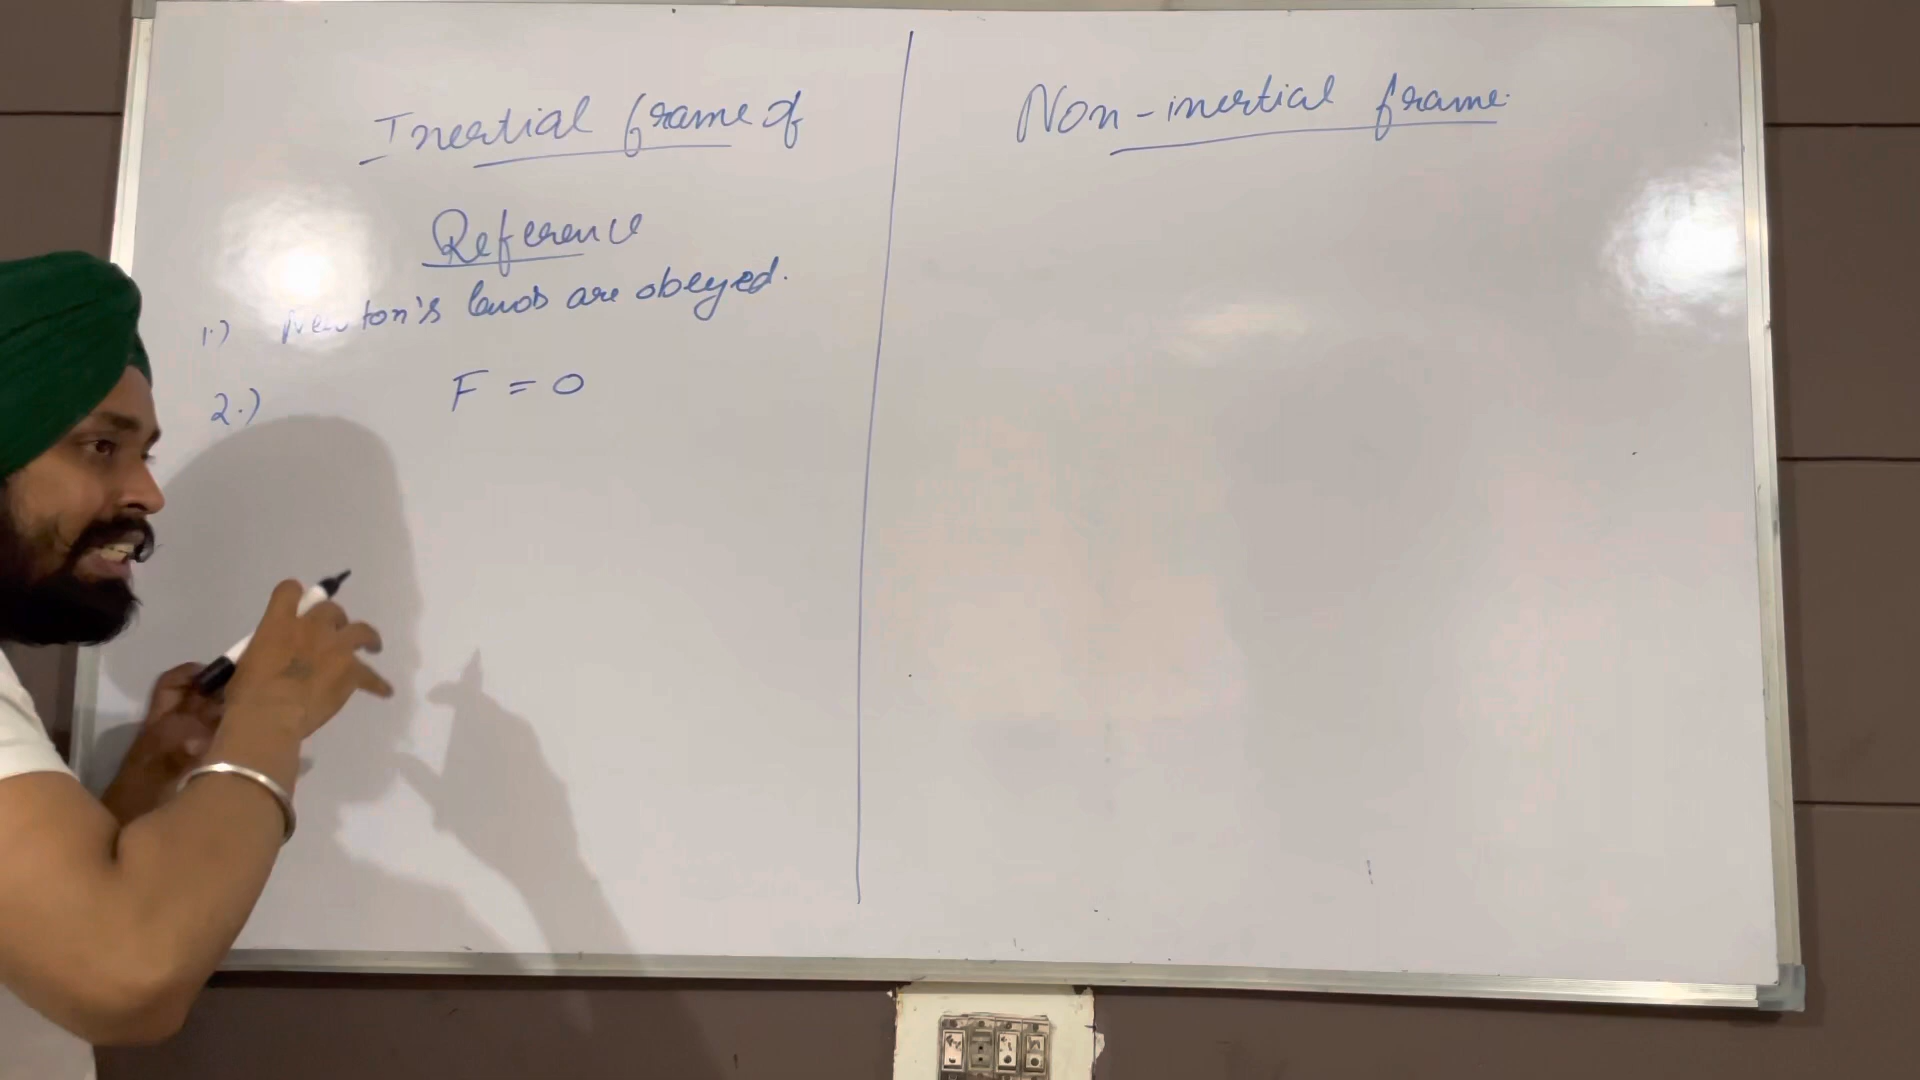 Inertial frame of
Reference
1.) Newton's laws are obeyed.
2.) F = 0
Non-inertial frame.